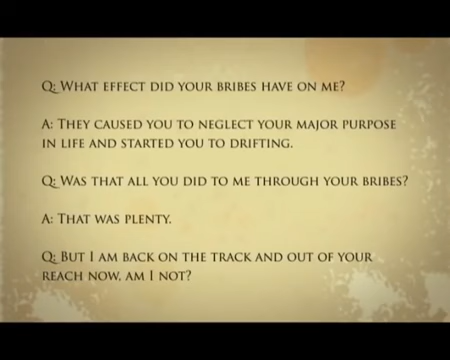 Q: What effect did your bribes have on me?
A: They caused you to neglect your major purpose
in life and started you to drifting.
Q: Was that all you did to me through your bribes?
A: That was plenty.
Q: But I am back on the track and out of your
reach now, am I not?